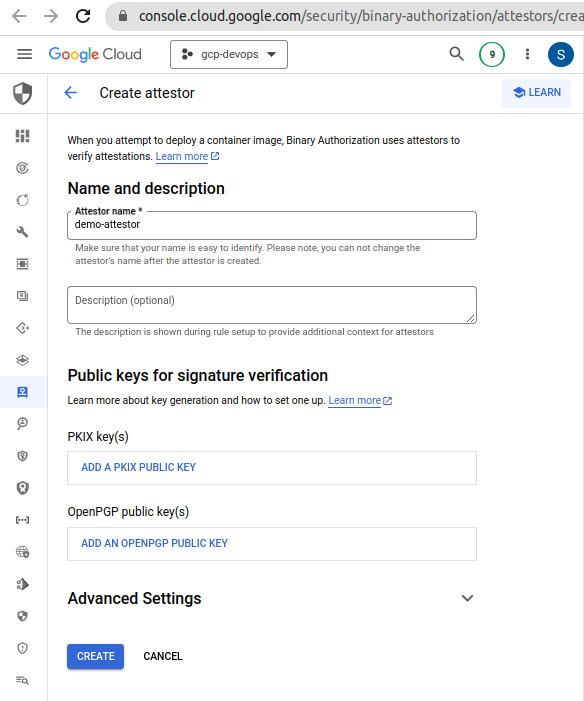 console.cloud.google.com/security/binary-authorization/attestors/crea
Google Cloud
gcp-devops
9
S
Create attestor
LEARN
When you attempt to deploy a container image, Binary Authorization uses attestors to
verify attestations. Learn more
Name and description
Attestor name *
demo-attestor
Make sure that your name is easy to identify. Please note, you can not change the
attestor's name after the attestor is created.
Description (optional)
The description is shown during rule setup to provide additional context for attestors
Public keys for signature verification
Learn more about key generation and how to set one up. Learn more
PKIX key(s)
ADD A PKIX PUBLIC KEY
OpenPGP public key(s)
ADD AN OPENPGP PUBLIC KEY
Advanced Settings
CREATE
CANCEL